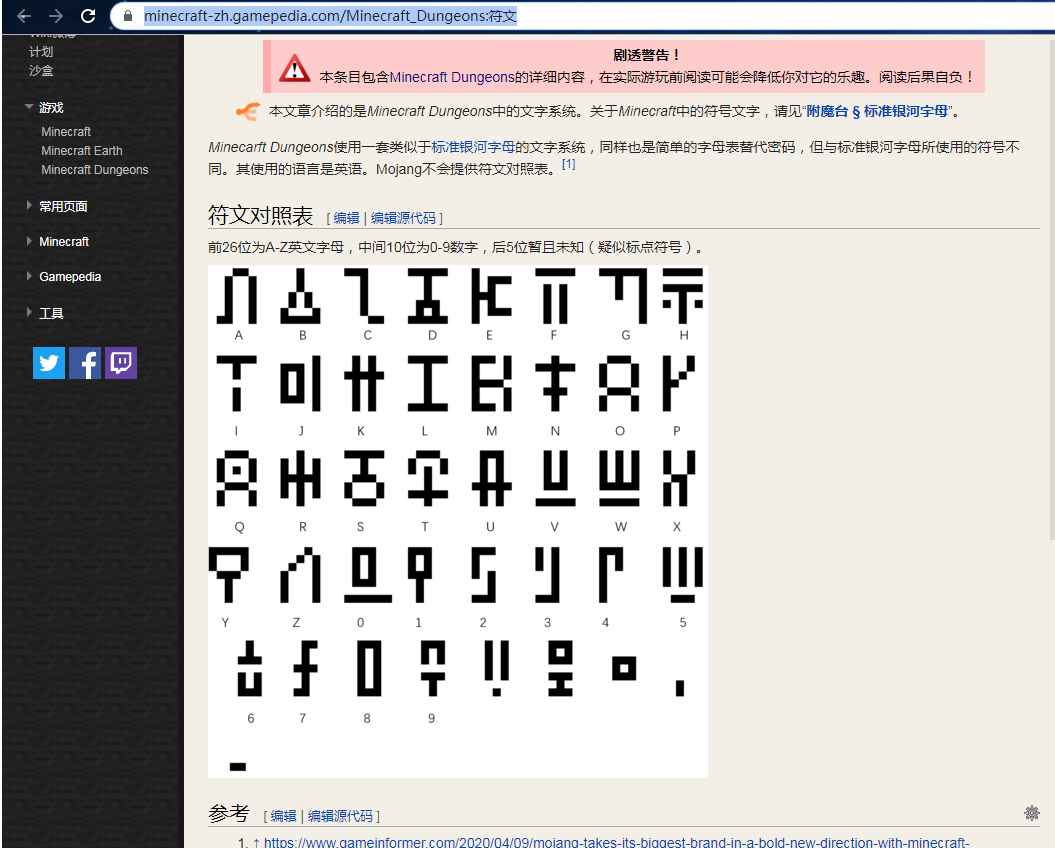 minecraft-zh.gamepedia.com/Minecraft_Dungeons:符文
计划
沙盒
游戏
Minecraft
Minecraft Earth
Minecraft Dungeons
常用页面
Minecraft
Gamepedia
工具
剧透警告！
本条目包含Minecraft Dungeons的详细内容，在实际游玩前阅读可能会降低你对它的乐趣。阅读后果自负！
本文章介绍的是Minecraft Dungeons中的文字系统。关于Minecraft中的符号文字，请见“附魔台 § 标准银河字母”。
Minecarft Dungeons使用一套类似于标准银河字母的文字系统，同样也是简单的字母表替代密码，但与标准银河字母所使用的符号不
同。其使用的语言是英语。Mojang不会提供符文对照表。[1]
符文对照表 [ 编辑 | 编辑源代码 ]
前26位为A-Z英文字母，中间10位为0-9数字，后5位暂且未知（疑似标点符号）。
A B C D E F G H
I J K L M N O P
Q R S T U V W X
Y Z 0 1 2 3 4 5
6 7 8 9
参考 [ 编辑 | 编辑源代码 ]
1. ↑ https://www.gameinformer.com/2020/04/09/mojang-takes-its-biggest-brand-in-a-bold-new-direction-with-minecraft-